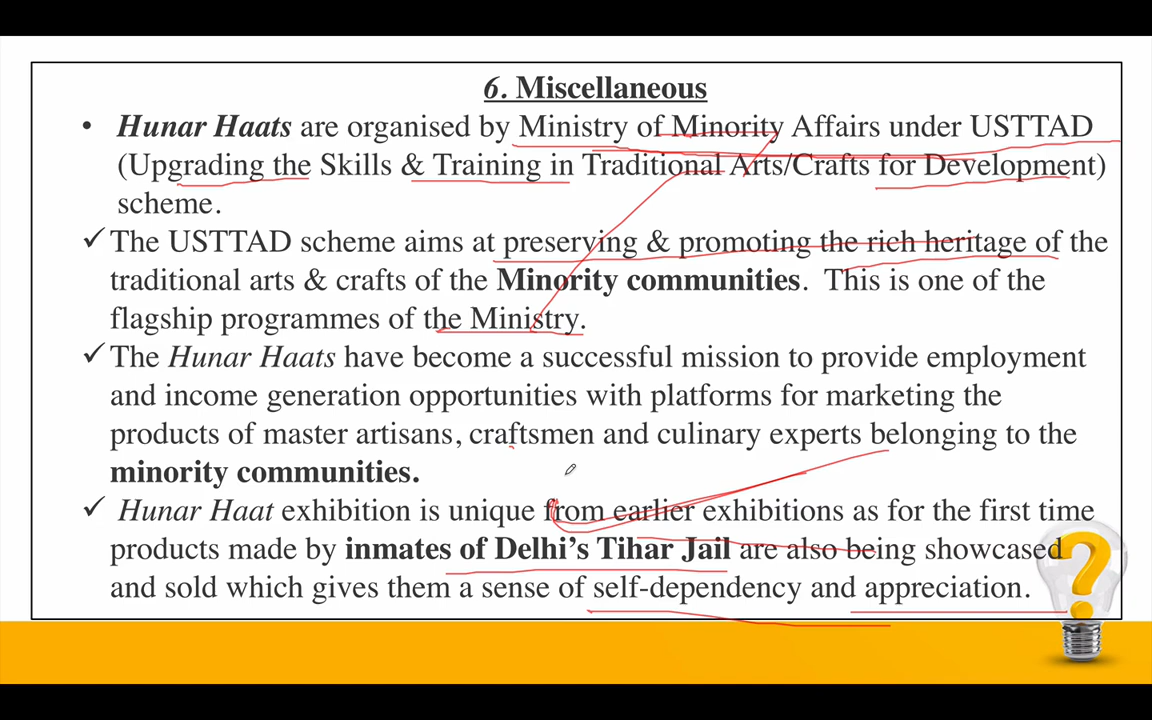 6. Miscellaneous
• Hunar Haats are organised by Ministry of Minority Affairs under USTTAD
(Upgrading the Skills & Training in Traditional Arts/Crafts for Development)
scheme.
✓ The USTTAD scheme aims at preserving & promoting the rich heritage of the
traditional arts & crafts of the Minority communities. This is one of the
flagship programmes of the Ministry.
✓ The Hunar Haats have become a successful mission to provide employment
and income generation opportunities with platforms for marketing the
products of master artisans, craftsmen and culinary experts belonging to the
minority communities.
✓ Hunar Haat exhibition is unique from earlier exhibitions as for the first time
products made by inmates of Delhi's Tihar Jail are also being showcased
and sold which gives them a sense of self-dependency and appreciation.